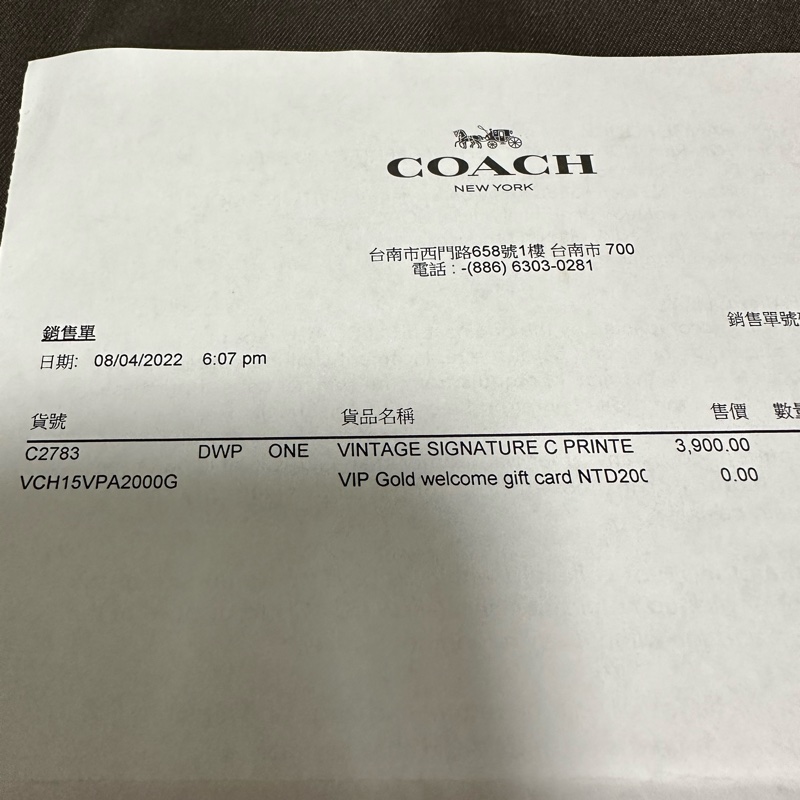 COACH
NEW YORK
台南市西門路658號1樓 台南市 700
電話 : -(886) 6303-0281
銷售單
銷售單號
日期: 08/04/2022 6:07 pm
貨號 貨品名稱 售價 數
C2783 DWP ONE VINTAGE SIGNATURE C PRINTE 3,900.00
VCH15VPA2000G VIP Gold welcome gift card NTD20 0.00